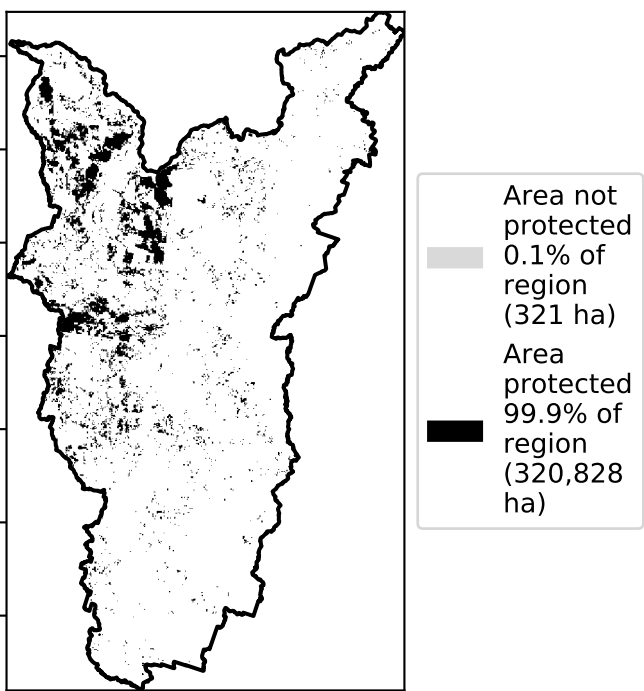 Area not
protected
0.1% of
region
(321 ha)
Area
protected
99.9% of
region
(320,828
ha)